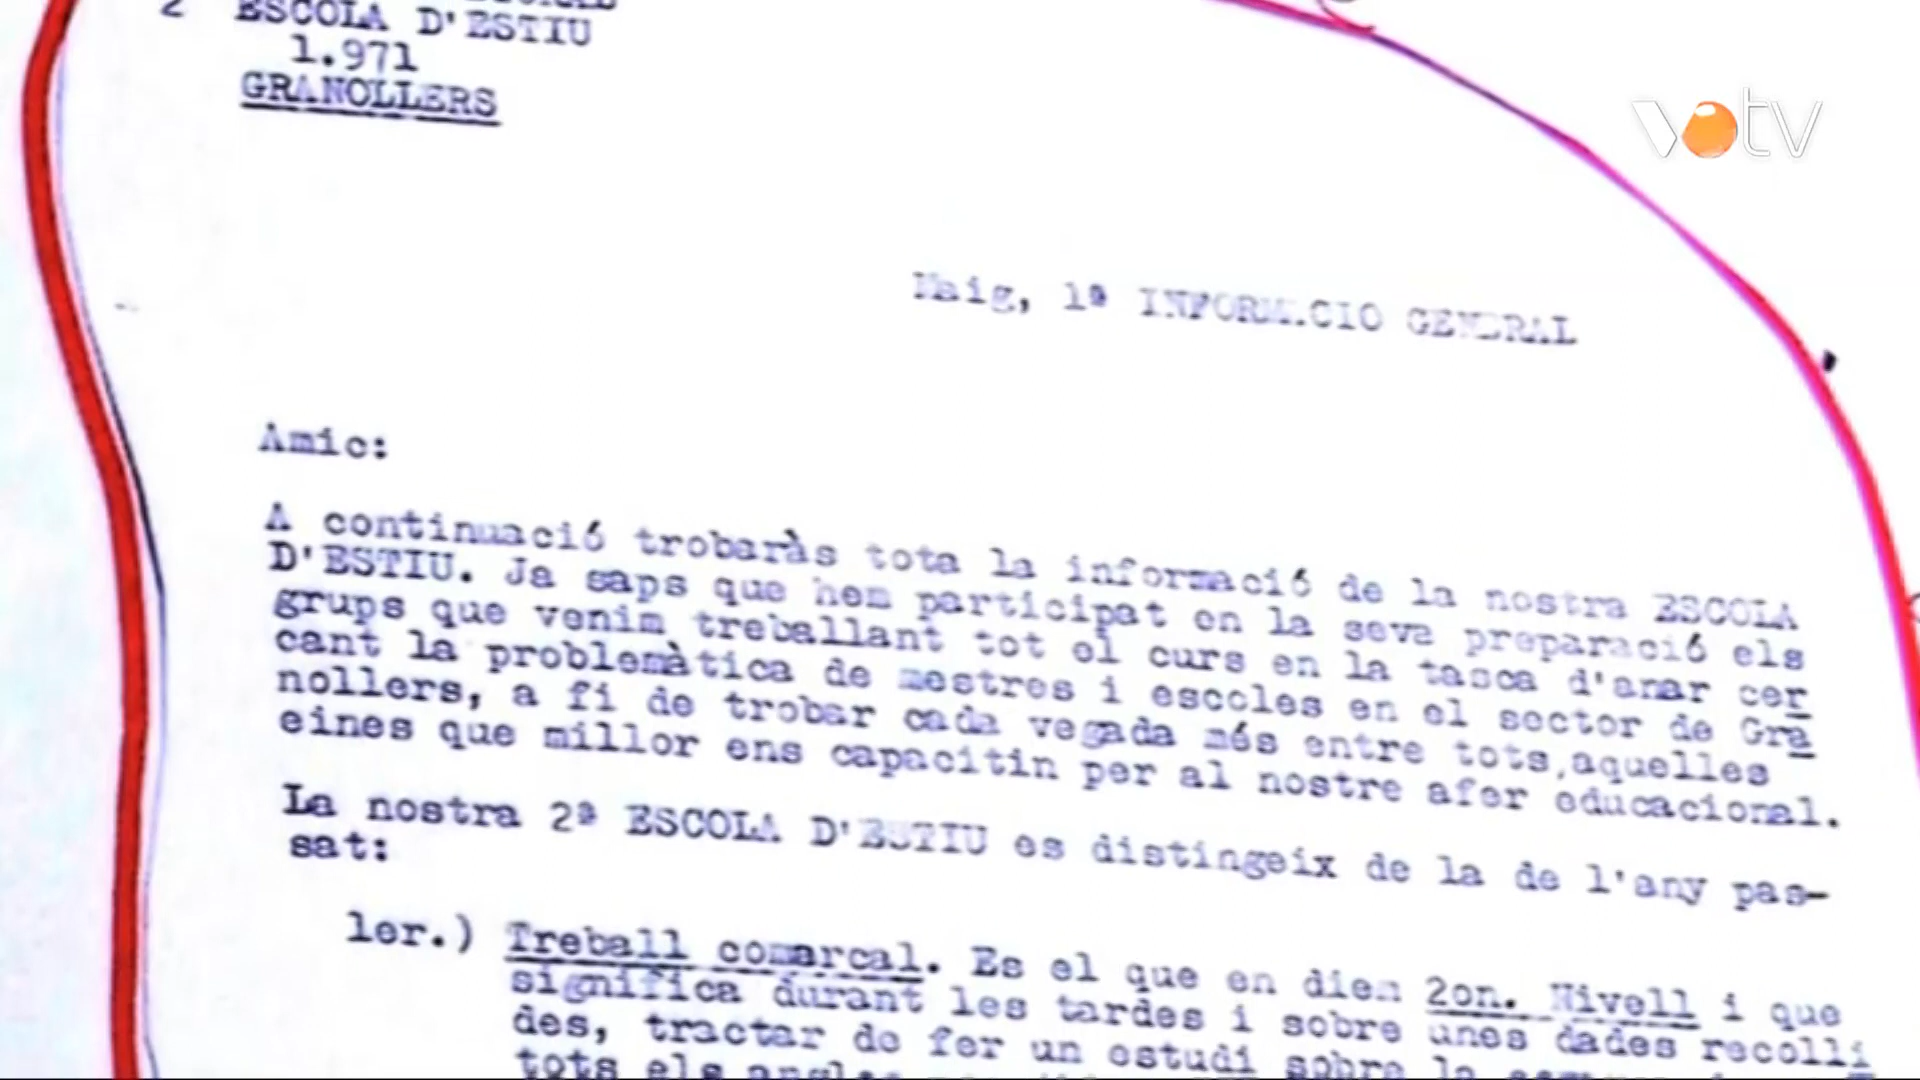 2 ESCOLA D'ESTIU
1.971
GRANOLLERS
votv
Maig, 1ª INFORMACIO GENERAL
Amic:
A continuació trobaràs tota la informació de la nostra ESCOLA
D'ESTIU. Ja saps que hem participat en la seva preparació els
grups que venim treballant tot el curs en la tasca d'anar cer
cant la problemàtica de mestres i escoles en el sector de Gra
nollers, a fi de trobar cada vegada més entre tots,aquelles
eines que millor ens capacitin per al nostre afer educacional.
La nostra 2ª ESCOLA D'ESTIU es distingeix de la de l'any pas-
sat:
1er.) Treball comarcal. Es el que en diem 2on. Nivell i que
significa durant les tardes i sobre unes dades recolli
des, tractar de fer un estudi sobre la
tots els